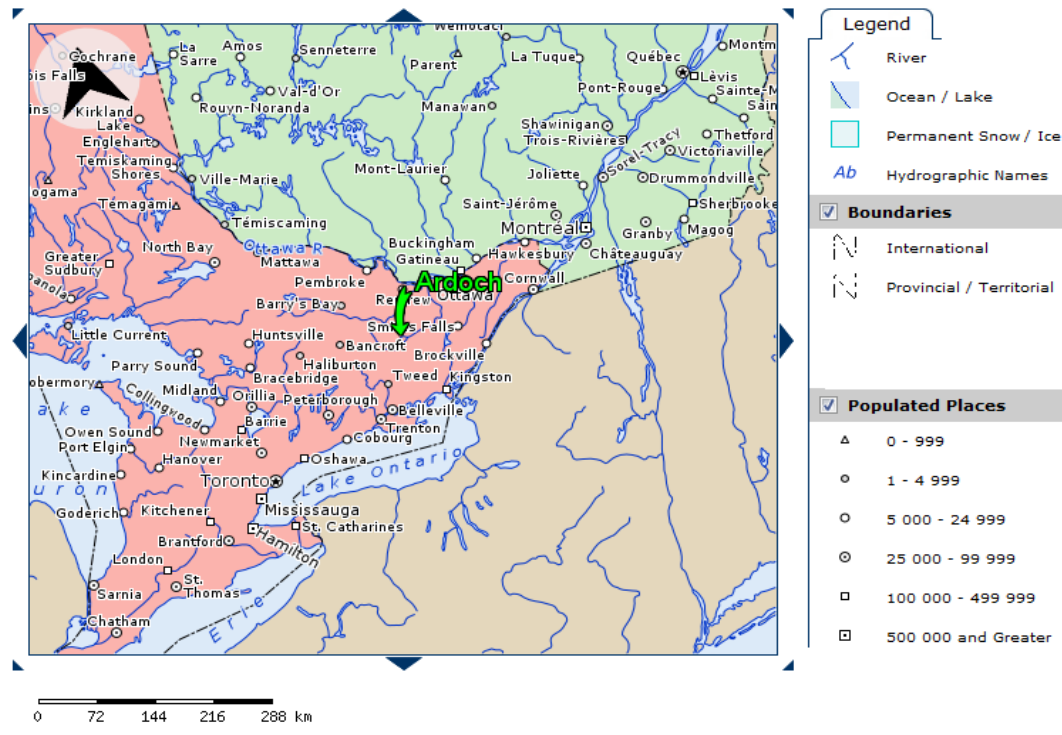 Cochrane
ois Falls
ins
Kirkland
Lake
Englehart
Temiskaming
Shores
ogama
Témagami
La
Sarre
Amos
Senneterre
Val-d'Or
Rouyn-Noranda
Ville-Marie
Témiscaming
Wemotaci
Parent
La Tuque
Manawan
Mont-Laurier
Québec
Lèvis
Montm
Pont-Rouge
Sainte-M
Sain
Shawinigan
Trois-Rivières
Sorel-Tracy
Thetford
Victoriaville
Joliette
Drummondville
Saint-Jérôme
Sherbrooke
Montréal
Granby
Magog
Buckingham
Gatineau
Hawkesbury
Châteauguay
North Bay
Ottawa R
Mattawa
Greater
Sudbury
panola
Pembroke
Ardoch
Cornwall
Barry's Bay
Renfrew
Ottawa
Little Current
Huntsville
Smiths Falls
Bancroft
Brockville
Parry Sound
Haliburton
Bracebridge
Tweed
Kingston
obermory
Midland
Orillia
Peterborough
Collingwood
Belleville
ake
Barrie
Trenton
Owen Sound
Newmarket
Cobourg
Port Elgin
Hanover
Oshawa
Lake Ontario
Kincardine
Toronto
uron
Mississauga
Goderich
Kitchener
St. Catharines
Brantford
Hamilton
London
Sarnia
St.
Thomas
Erie
Chatham
0 72 144 216 288 km
Legend
River
Ocean / Lake
Permanent Snow / Ice
Ab Hydrographic Names
Boundaries
International
Provincial / Territorial
Populated Places
0 - 999
1 - 4 999
5 000 - 24 999
25 000 - 99 999
100 000 - 499 999
500 000 and Greater